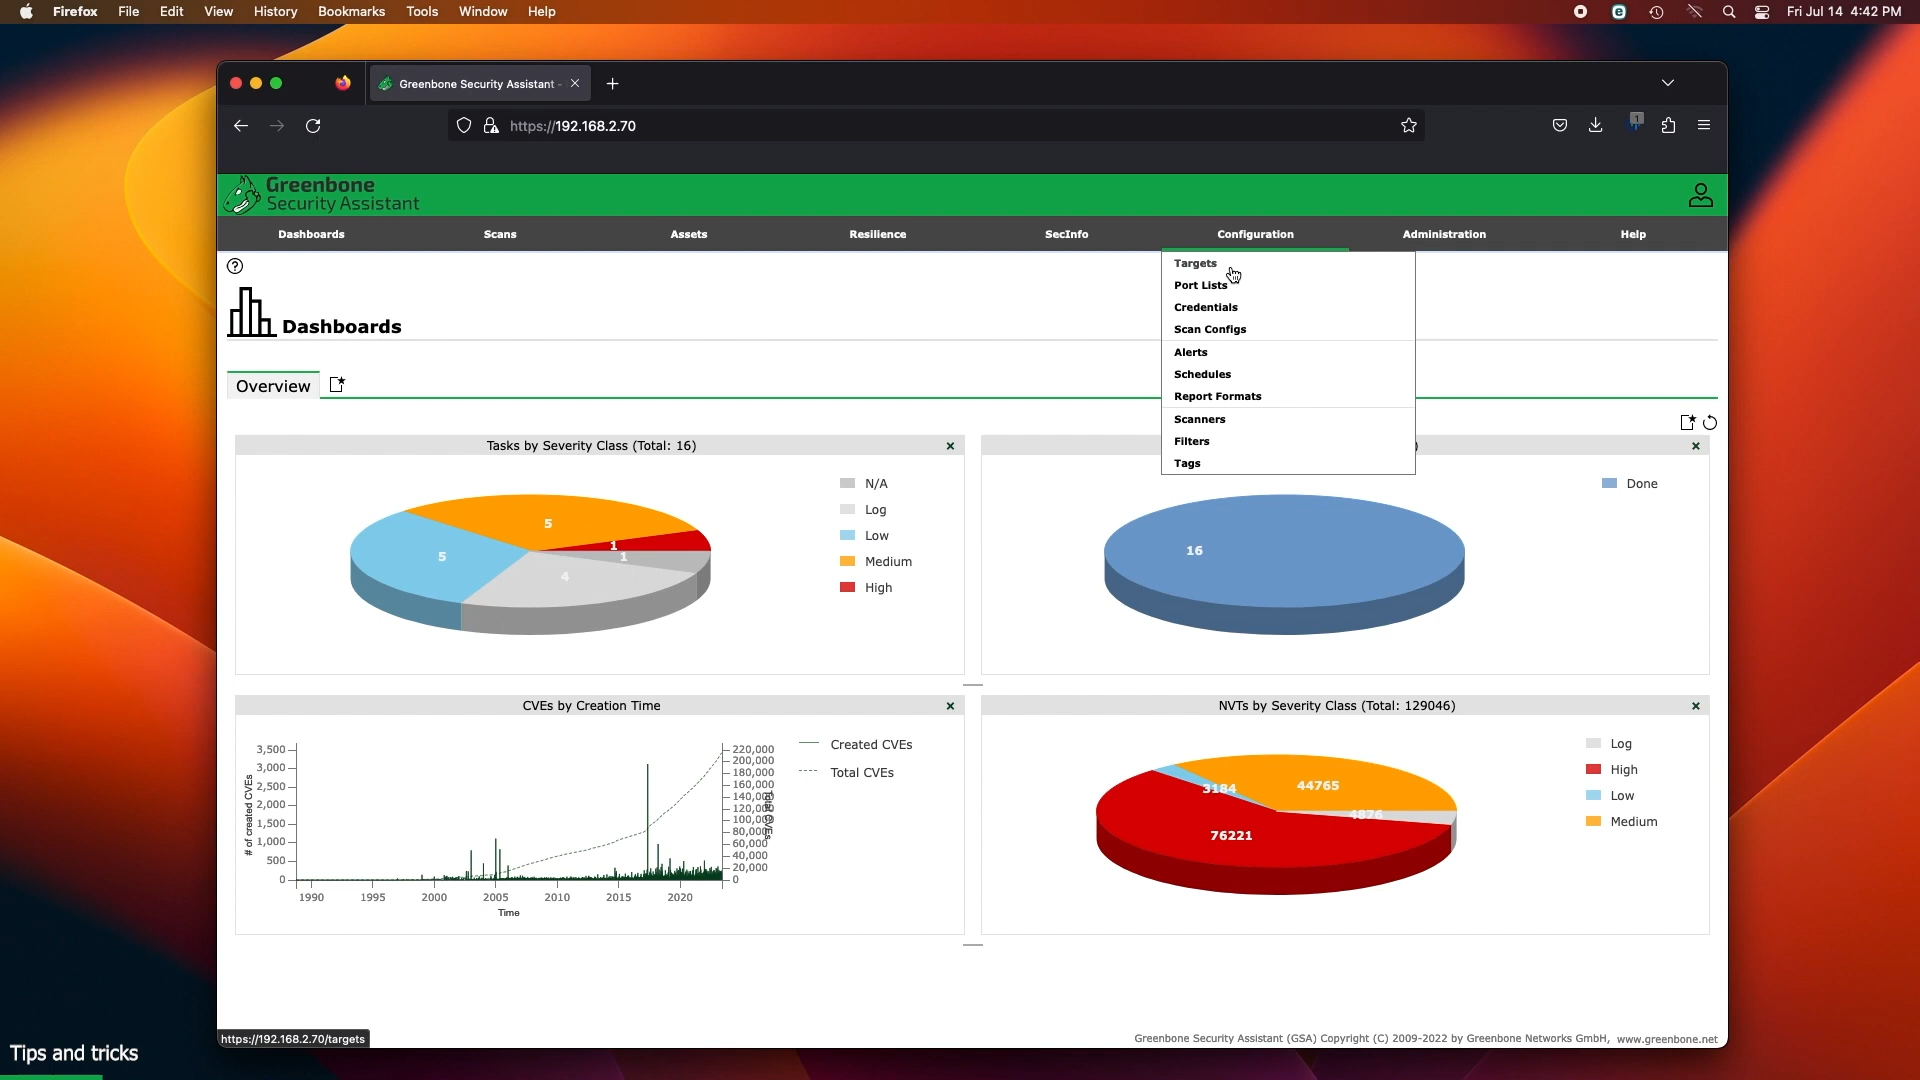 Firefox File Edit View History Bookmarks Tools Window Help
Fri Jul 14 4:42 PM
Greenbone Security Assistant -
https://192.168.2.70
1
Greenbone
Security Assistant
Dashboards Scans Assets Resilience SecInfo Configuration Administration Help
Targets
Port Lists
Credentials
Scan Configs
Alerts
Schedules
Report Formats
Scanners
Filters
Tags
Dashboards
Overview
Tasks by Severity Class (Total: 16)
N/A
Log
Low
Medium
High
5
1
1
5
4
)
Done
16
CVEs by Creation Time
Created CVEs
Total CVEs
# of created CVEs
3,500
3,000
2,500
2,000
1,500
1,000
500
0
220,000
200,000
180,000
160,000
140,000
120,000
100,000
80,000
60,000
40,000
20,000
0
Total CVEs
1990 1995 2000 2005 2010 2015 2020
Time
NVTs by Severity Class (Total: 129046)
Log
High
Low
Medium
3184
44765
4876
76221
https://192.168.2.70/targets
Greenbone Security Assistant (GSA) Copyright (C) 2009-2022 by Greenbone Networks GmbH, www.greenbone.net
Tips and tricks